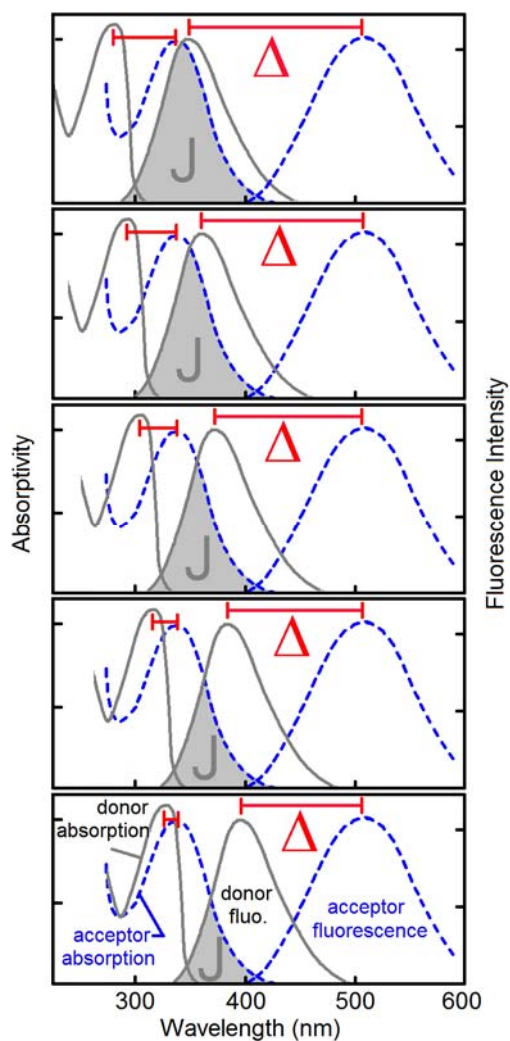 Δ
J
Δ
J
Δ
J
Δ
J
Δ
donor
absorption
donor
fluo.
acceptor
fluorescence
acceptor
absorption
J
300
400
500
600
Wavelength (nm)
Absorptivity
Fluorescence Intensity